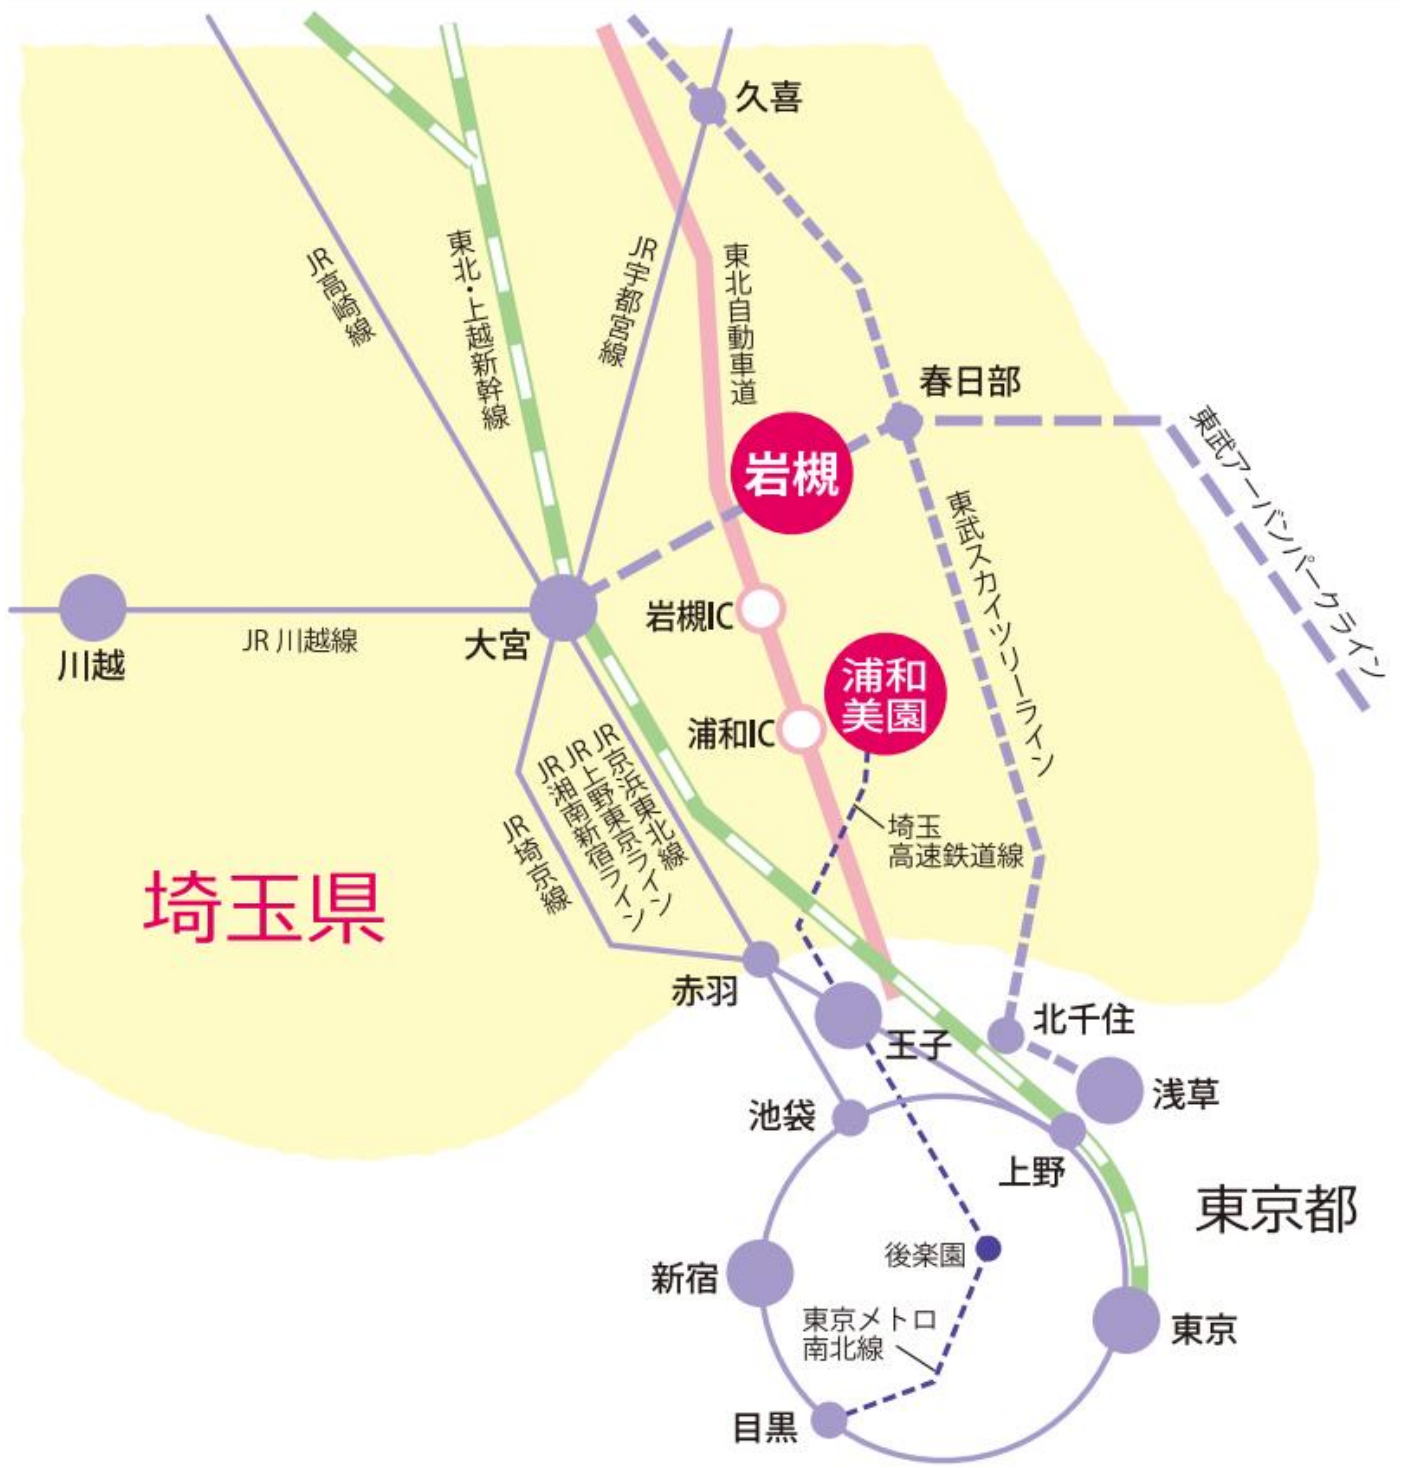 久喜
JR高崎線
東北・上越新幹線
JR宇都宮線
東北自動車道
春日部
岩槻
東武アーバンパークライン
東武スカイツリーライン
川越
JR川越線
大宮
岩槻IC
浦和
美園
浦和IC
JR埼京線
JR湘南新宿ライン
JR上野東京ライン
JR京浜東北線
埼玉
高速鉄道線
埼玉県
赤羽
王子
北千住
浅草
池袋
上野
東京都
後楽園
新宿
東京メトロ
南北線
東京
目黒